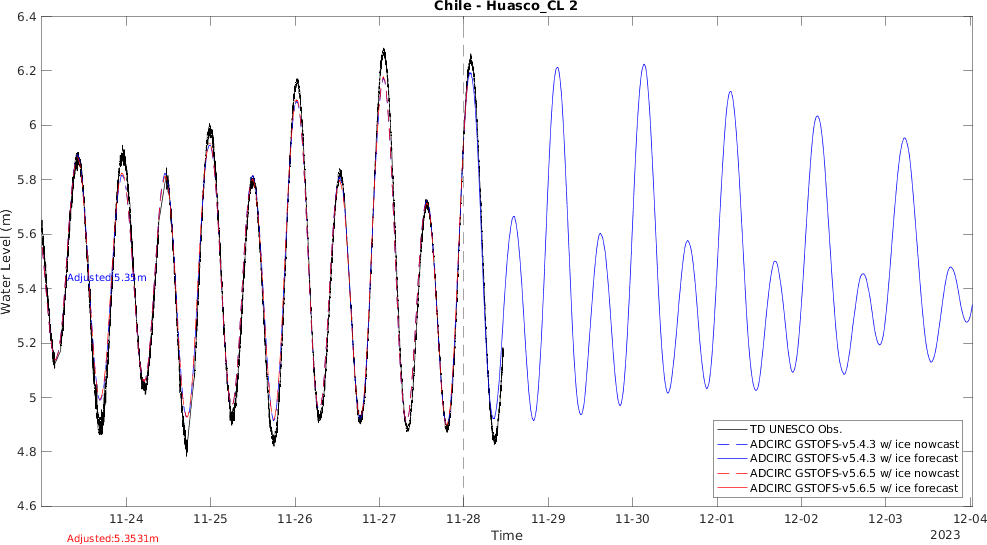 Chile - Huasco_CL 2
6.4
6.2
6
5.8
5.6
5.4
5.2
5
4.8
4.6
Water Level (m)
Adjusted:5.35m
TD UNESCO Obs.
ADCIRC GSTOFS-v5.4.3 w/ ice nowcast
ADCIRC GSTOFS-v5.4.3 w/ ice forecast
ADCIRC GSTOFS-v5.6.5 w/ ice nowcast
ADCIRC GSTOFS-v5.6.5 w/ ice forecast
11-24 11-25 11-26 11-27 11-28 11-29 11-30 12-01 12-02 12-03 12-04
Time
2023
Adjusted:5.3531m